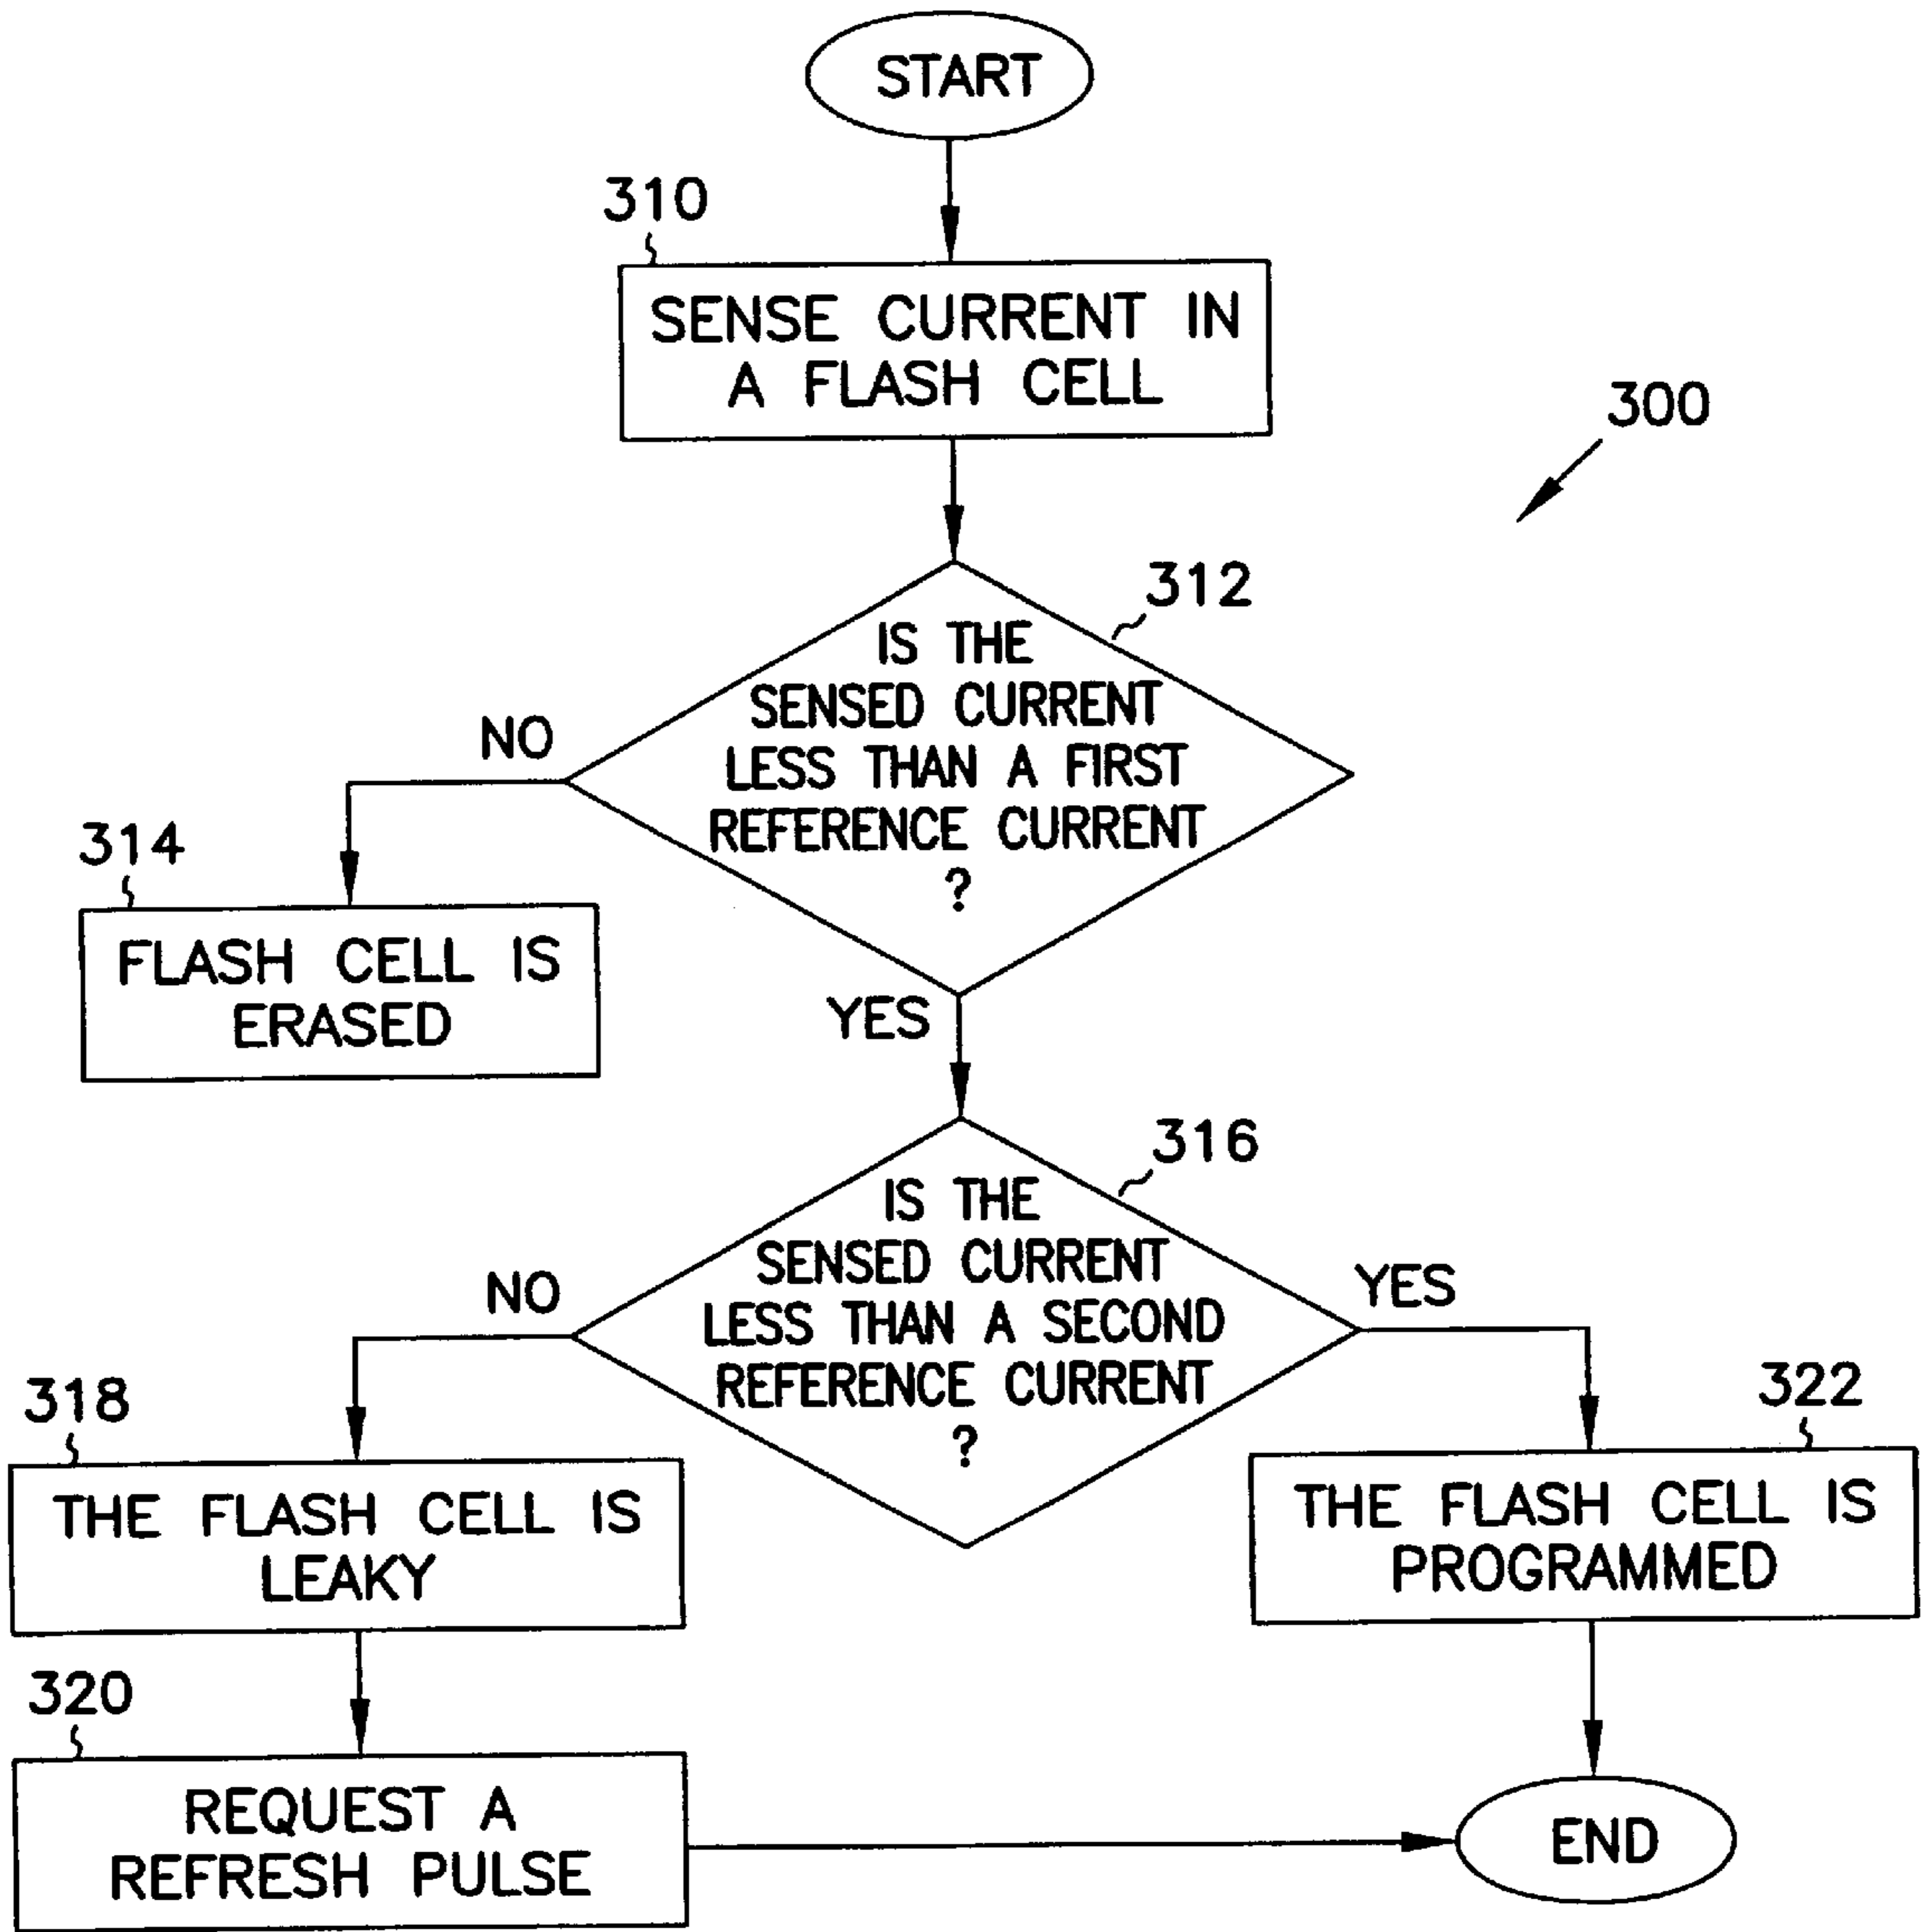 START
310
SENSE CURRENT IN
A FLASH CELL
300
312
IS THE
SENSED CURRENT
LESS THAN A FIRST
REFERENCE CURRENT
?
NO
314
FLASH CELL IS
ERASED
YES
316
IS THE
SENSED CURRENT
LESS THAN A SECOND
REFERENCE CURRENT
?
NO
YES
318
THE FLASH CELL IS
LEAKY
322
THE FLASH CELL IS
PROGRAMMED
320
REQUEST A
REFRESH PULSE
END